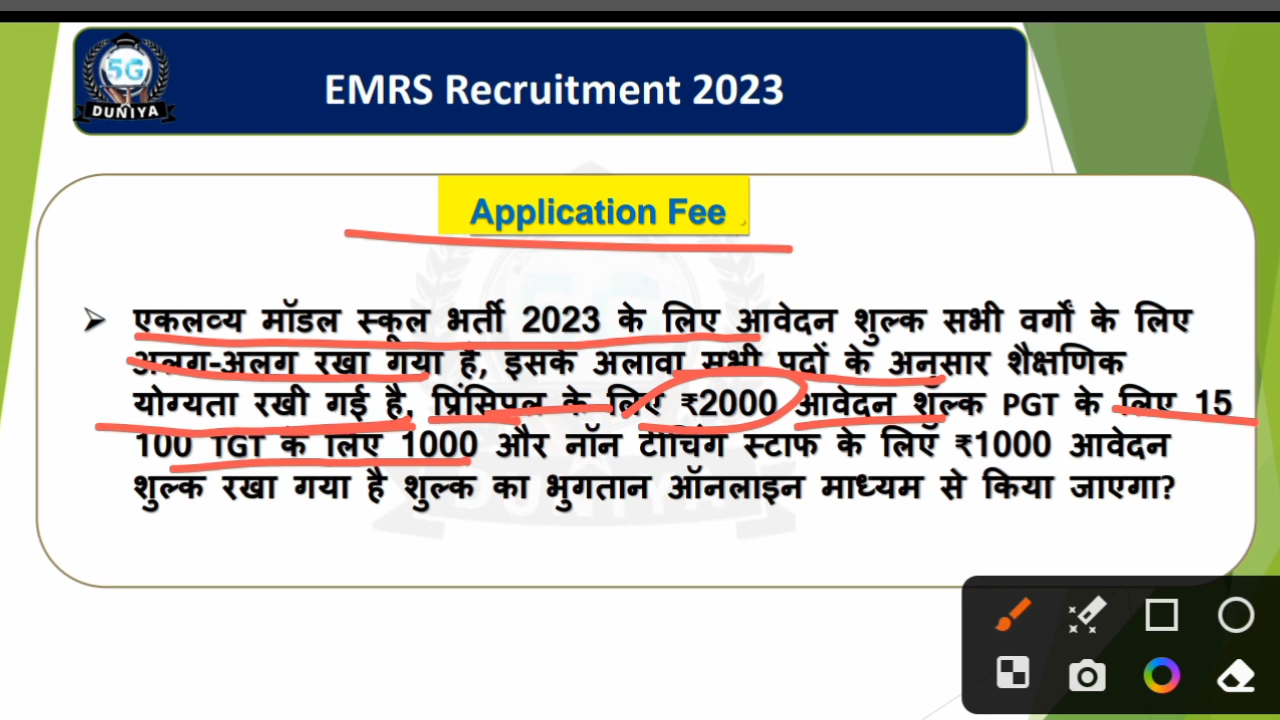 5G
DUNIYA
EMRS Recruitment 2023
Application Fee .
➢ एकलव्य मॉडल स्कूल भर्ती 2023 के लिए आवेदन शुल्क सभी वर्गों के लिए
अलग-अलग रखा गया है, इसके अलावा सभी पदों के अनुसार शैक्षणिक
योग्यता रखी गई है, प्रिंसिपल के लिए ₹2000 आवेदन शुल्क PGT के लिए 15
100 TGT के लिए 1000 और नॉन टीचिंग स्टाफ के लिए ₹1000 आवेदन
शुल्क रखा गया है शुल्क का भुगतान ऑनलाइन माध्यम से किया जाएगा?